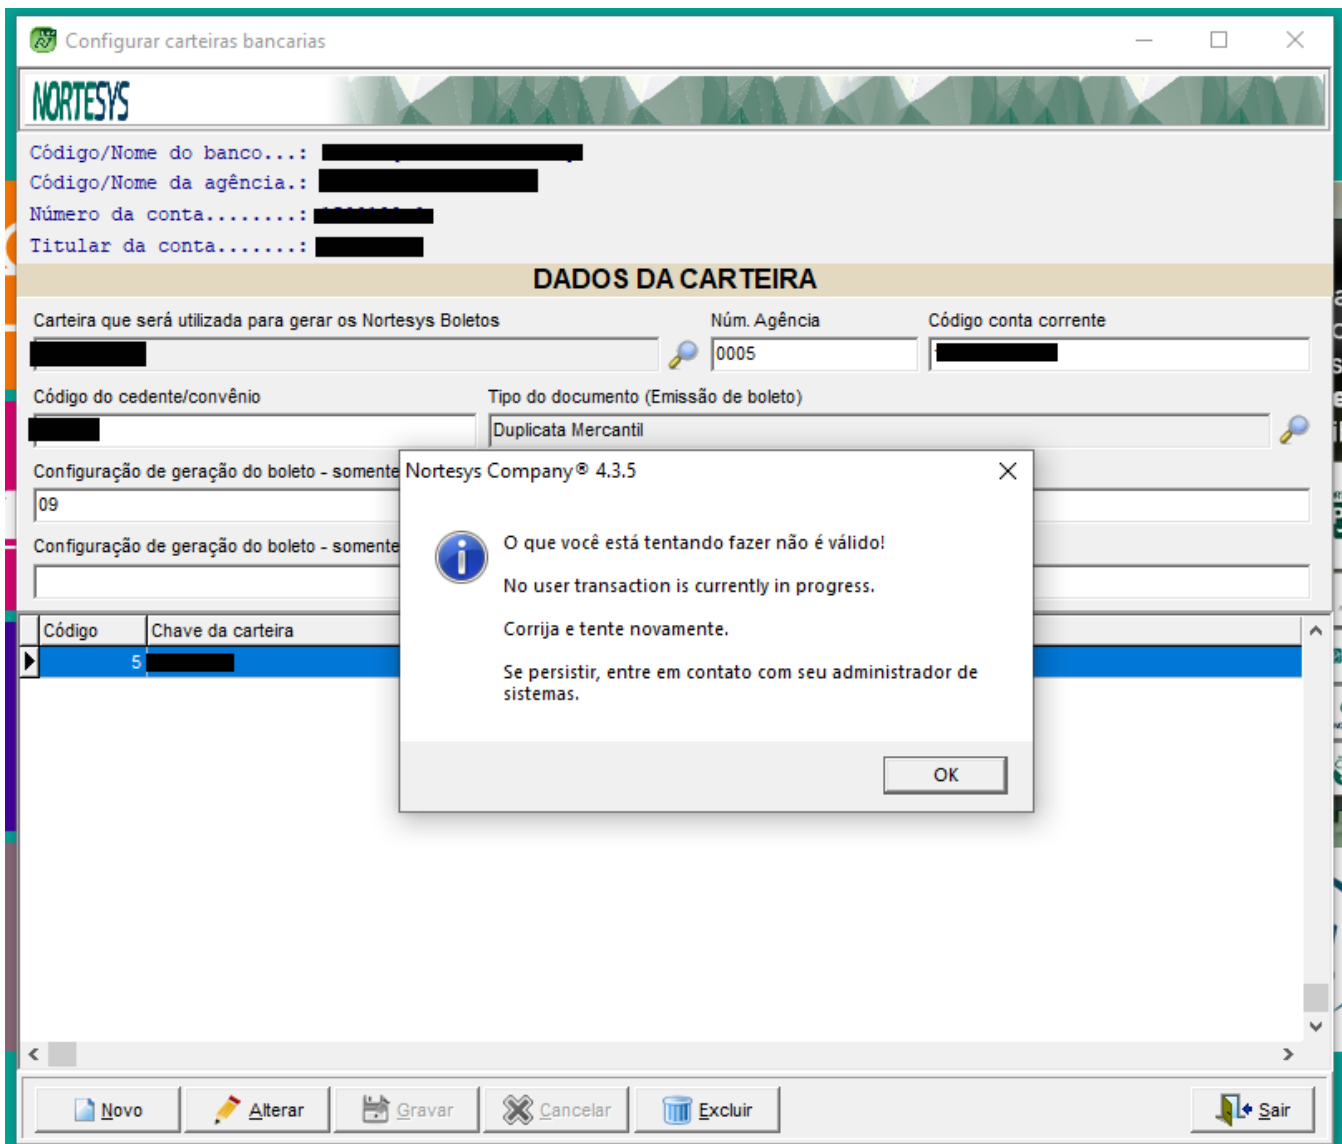 Configurar carteiras bancarias
NORTESYS
Código/Nome do banco...:
Código/Nome da agência.:
Número da conta........:
Titular da conta.......:
DADOS DA CARTEIRA
Carteira que será utilizada para gerar os Nortesys Boletos
Núm. Agência
Código conta corrente
0005
Código do cedente/convênio
Tipo do documento (Emissão de boleto)
Duplicata Mercantil
Configuração de geração do boleto - somente
09
Configuração de geração do boleto - somente
Nortesys Company® 4.3.5
O que você está tentando fazer não é válido!
No user transaction is currently in progress.
Corrija e tente novamente.
Se persistir, entre em contato com seu administrador de
sistemas.
OK
Código
Chave da carteira
5
Novo
Alterar
Gravar
Cancelar
Excluir
Sair